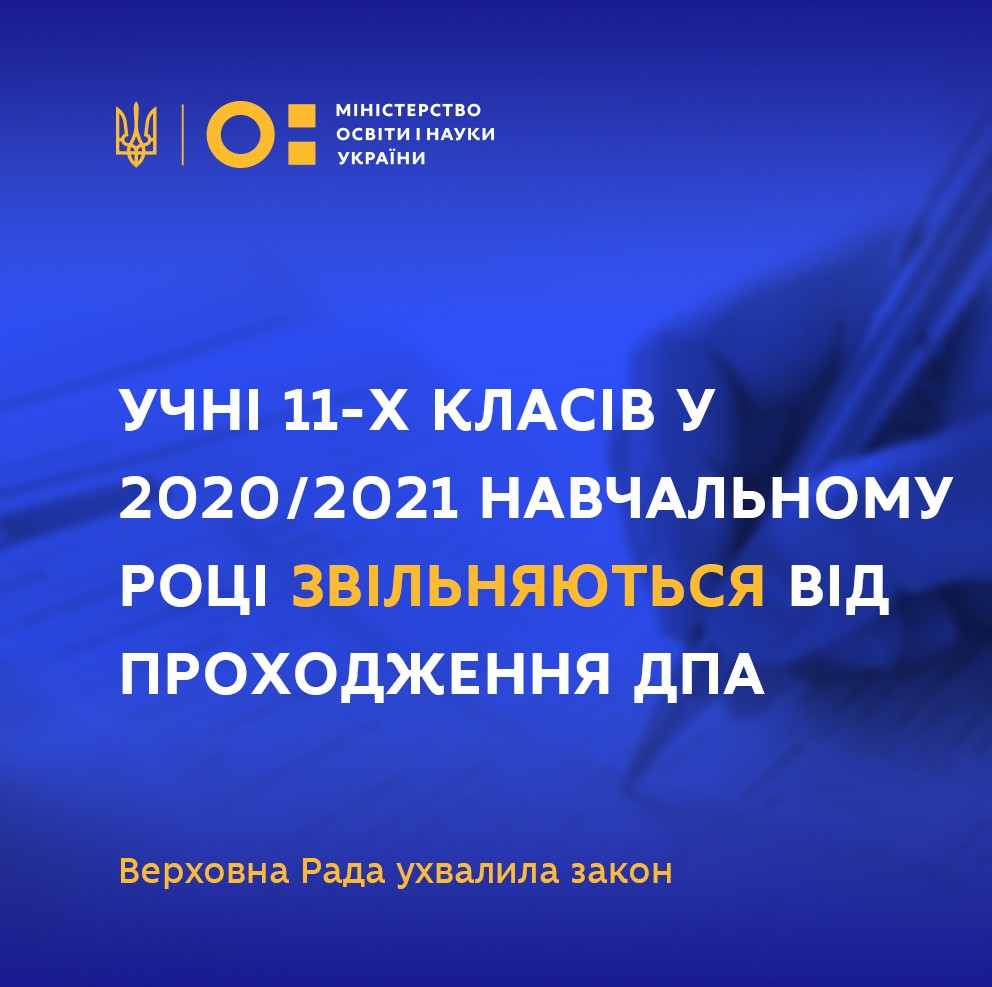 МІНІСТЕРСТВО
ОСВІТИ І НАУКИ
УКРАЇНИ
УЧНІ 11-Х КЛАСІВ У
2020/2021 НАВЧАЛЬНОМУ
РОЦІ ЗВІЛЬНЯЮТЬСЯ ВІД
ПРОХОДЖЕННЯ ДПА
Верховна Рада ухвалила закон